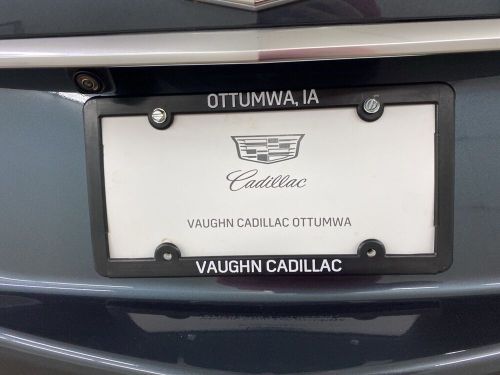 OTTUMWA, IA
Cadillac
VAUGHN CADILLAC OTTUMWA
VAUGHN CADILLAC